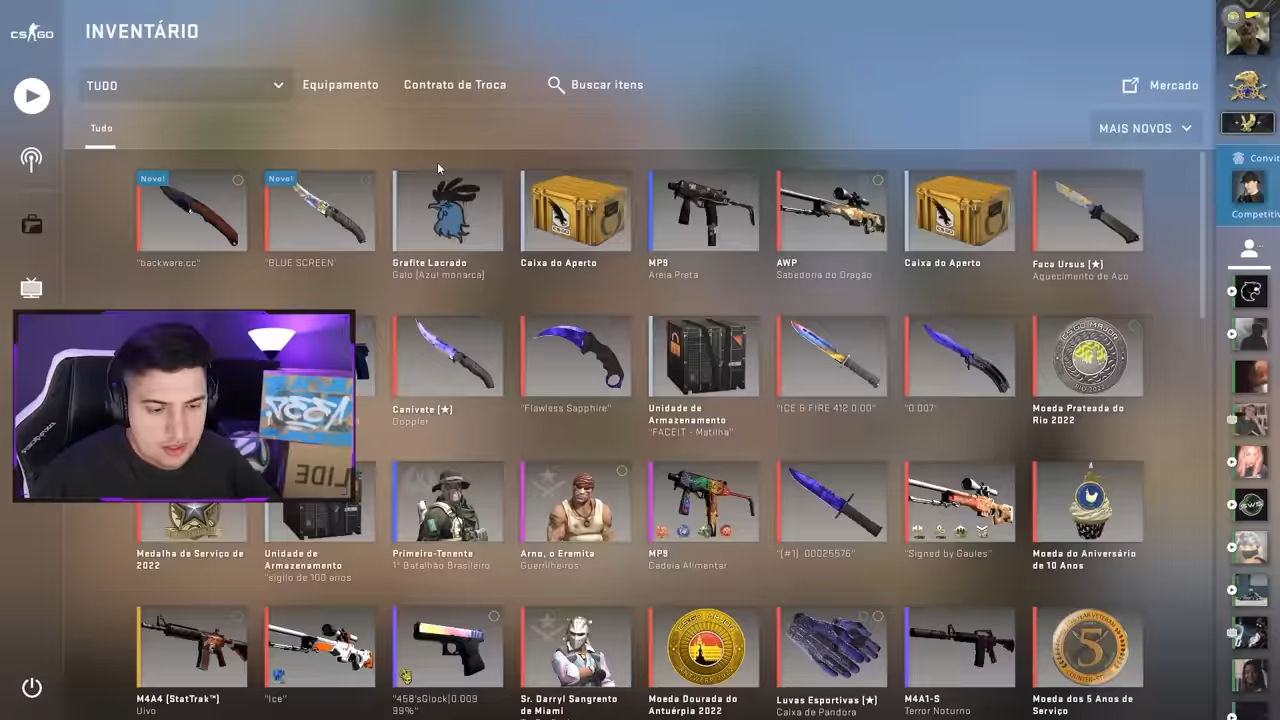 CS GO
INVENTÁRIO
TUDO
Equipamento
Contrato de Troca
Buscar itens
Mercado
Tudo
MAIS NOVOS
Novo!
Novo!
"backware.cc"
"BLUE SCREEN"
Grafite Lacrado
Galo (Azul monarca)
Caixa do Aperto
MP9
Areia Preta
AWP
Sabedoria do Dragão
Caixa do Aperto
Faca Ursus (★)
Aquecimento de Aço
Convit
Competitiv
Canivete (★)
Doppler
"Flawless Sapphire"
Unidade de
Armazenamento
"FACEIT - Matilha"
"ICE & FIRE 412 0.00"
"0.007"
Moeda Prateada do
Rio 2022
Medalha de Serviço de
2022
Unidade de
Armazenamento
"sigilo de 100 anos
Primeiro-Tenente
1º Batalhão Brasileiro
Arno, o Eremita
Guerrilheiros
MP9
Cadeia Alimentar
"(#1) .00025576"
"Signed by Gaules"
Moeda do Aniversário
de 10 Anos
M4A4 (StatTrak™)
Uivo
"Ice"
"458'sGlock|0.009
99%"
Sr. Darryl Sangrento
de Miami
Moeda Dourada do
Antuérpia 2022
Luvas Esportivas (★)
Caixa de Pandora
M4A1-S
Terror Noturno
5
Moeda dos 5 Anos de
Serviço